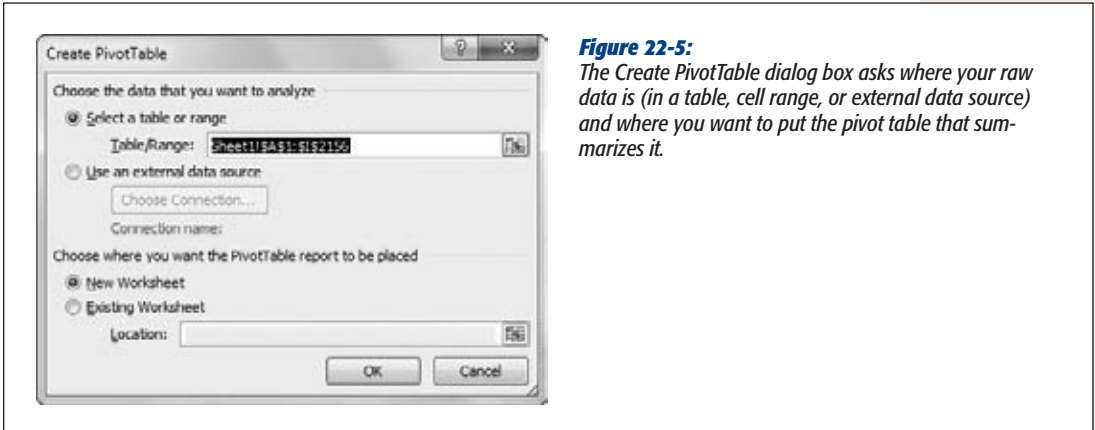 Create PivotTable
Choose the data that you want to analyze
Select a table or range
Table/Range: Sheet1!$A$1:$I$2156
Use an external data source
Choose Connection...
Connection name:
Choose where you want the PivotTable report to be placed
New Worksheet
Existing Worksheet
Location:
OK Cancel
Figure 22-5:
The Create PivotTable dialog box asks where your raw
data is (in a table, cell range, or external data source)
and where you want to put the pivot table that sum-
marizes it.